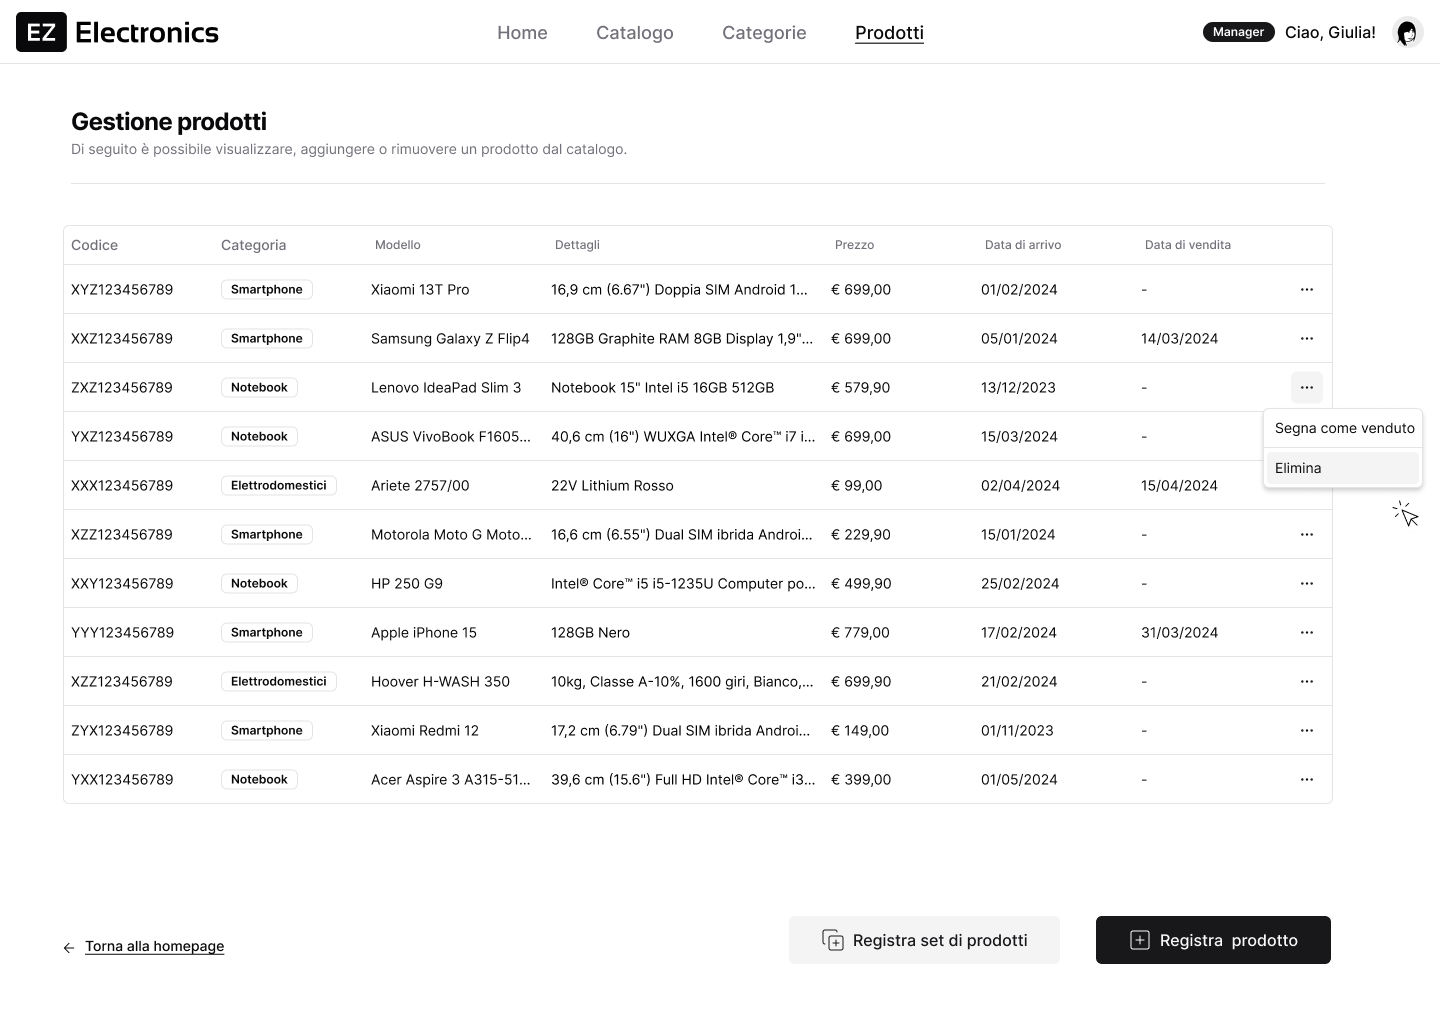 EZ Electronics
Home Catalogo Categorie Prodotti
Manager Ciao, Giulia!
Gestione prodotti
Di seguito è possibile visualizzare, aggiungere o rimuovere un prodotto dal catalogo.
Codice Categoria Modello Dettagli Prezzo Data di arrivo Data di vendita
XYZ123456789 Smartphone Xiaomi 13T Pro 16,9 cm (6.67") Doppia SIM Android 1... € 699,00 01/02/2024 - ...
XXZ123456789 Smartphone Samsung Galaxy Z Flip4 128GB Graphite RAM 8GB Display 1,9"... € 699,00 05/01/2024 14/03/2024 ...
ZXZ123456789 Notebook Lenovo IdeaPad Slim 3 Notebook 15" Intel i5 16GB 512GB € 579,90 13/12/2023 - ...
YXZ123456789 Notebook ASUS VivoBook F1605... 40,6 cm (16") WUXGA Intel® Core™ i7 i... € 699,00 15/03/2024 -
Segna come venduto
Elimina
XXX123456789 Elettrodomestici Ariete 2757/00 22V Lithium Rosso € 99,00 02/04/2024 15/04/2024
XZZ123456789 Smartphone Motorola Moto G Moto... 16,6 cm (6.55") Dual SIM ibrida Androi... € 229,90 15/01/2024 - ...
XXY123456789 Notebook HP 250 G9 Intel® Core™ i5 i5-1235U Computer po... € 499,90 25/02/2024 - ...
YYY123456789 Smartphone Apple iPhone 15 128GB Nero € 779,00 17/02/2024 31/03/2024 ...
XZZ123456789 Elettrodomestici Hoover H-WASH 350 10kg, Classe A-10%, 1600 giri, Bianco,... € 699,90 21/02/2024 - ...
ZYX123456789 Smartphone Xiaomi Redmi 12 17,2 cm (6.79") Dual SIM ibrida Androi... € 149,00 01/11/2023 - ...
YXX123456789 Notebook Acer Aspire 3 A315-51... 39,6 cm (15.6") Full HD Intel® Core™ i3... € 399,00 01/05/2024 - ...
Torna alla homepage
Registra set di prodotti
Registra prodotto